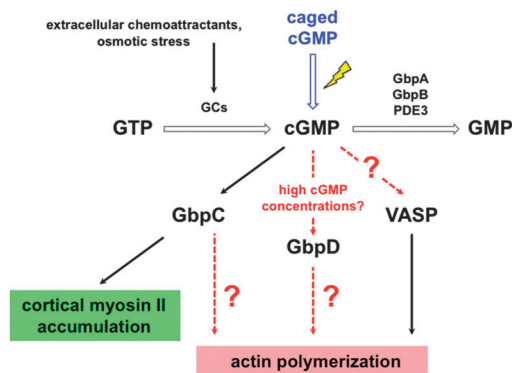 extracellular chemoattractants,
osmotic stress
caged
cGMP
GbpA
GbpB
PDE3
GCs
GTP
cGMP
GMP
?
high cGMP
concentrations?
GbpC
VASP
GbpD
?
?
cortical myosin II
accumulation
actin polymerization